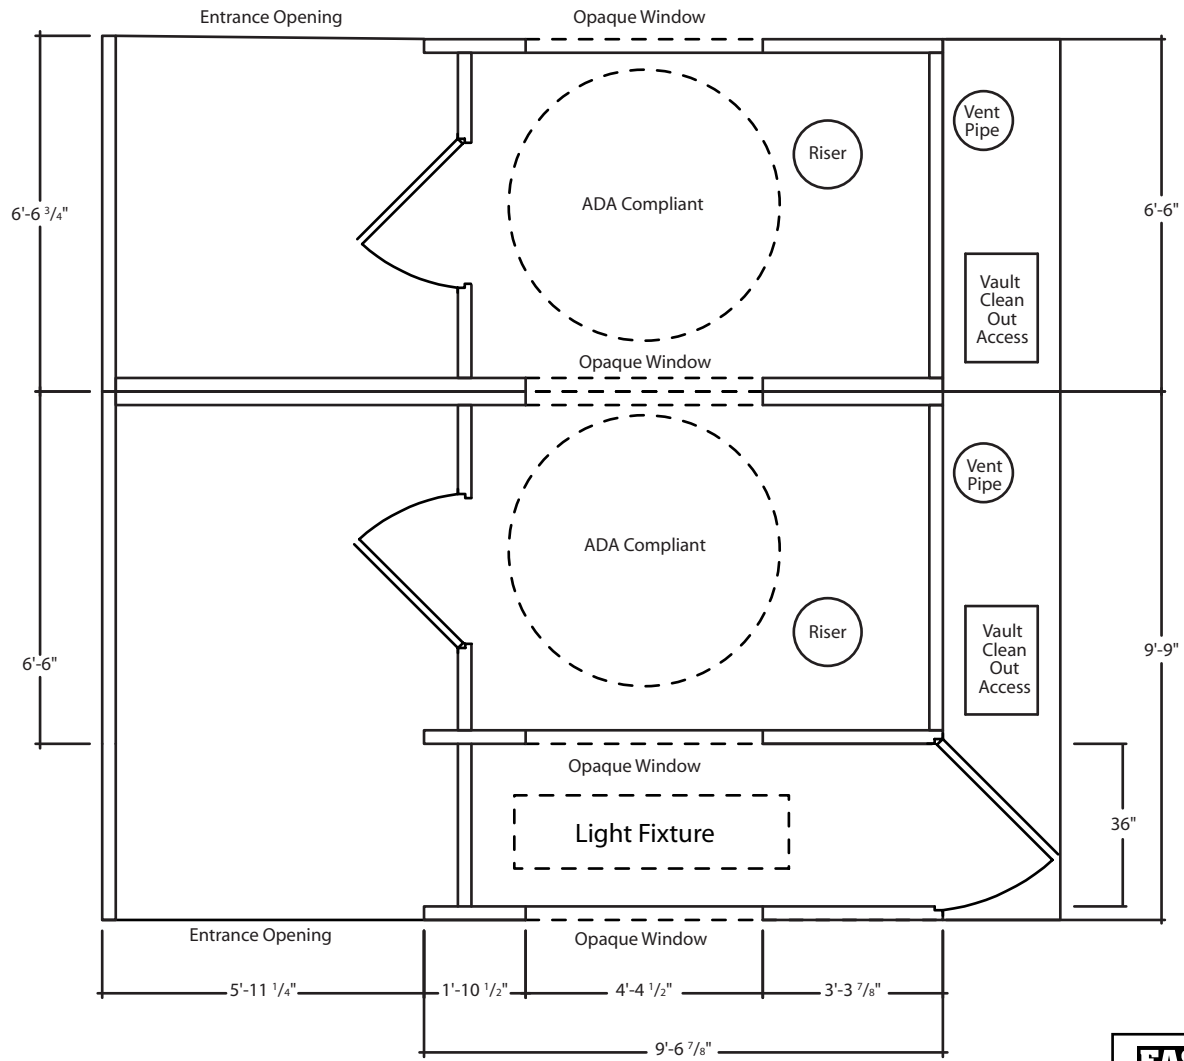 Entrance Opening
Opaque Window
Vent
Pipe
Riser
ADA Compliant
6'-6 3/4"
6'-6"
Vault
Clean
Out
Access
Opaque Window
Vent
Pipe
ADA Compliant
Riser
Vault
Clean
Out
Access
6'-6"
9'-9"
Opaque Window
Light Fixture
36"
Entrance Opening
Opaque Window
5'-11 1/4"
1'-10 1/2"
4'-4 1/2"
3'-3 7/8"
9'-6 7/8"